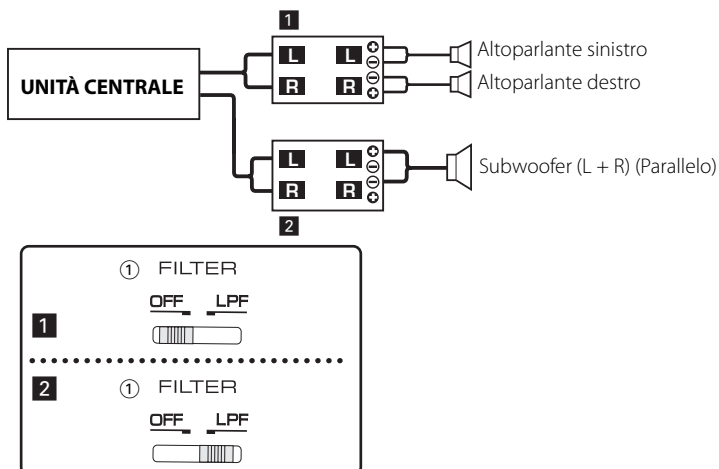 1
UNITÀ CENTRALE
L L ⊕ Altoparlante sinistro
⊖
⊖
R R ⊕ Altoparlante destro
L L ⊕
⊖
Subwoofer (L + R) (Parallelo)
⊖
R R ⊕
2
① FILTER
OFF LPF
1
2 ① FILTER
OFF LPF